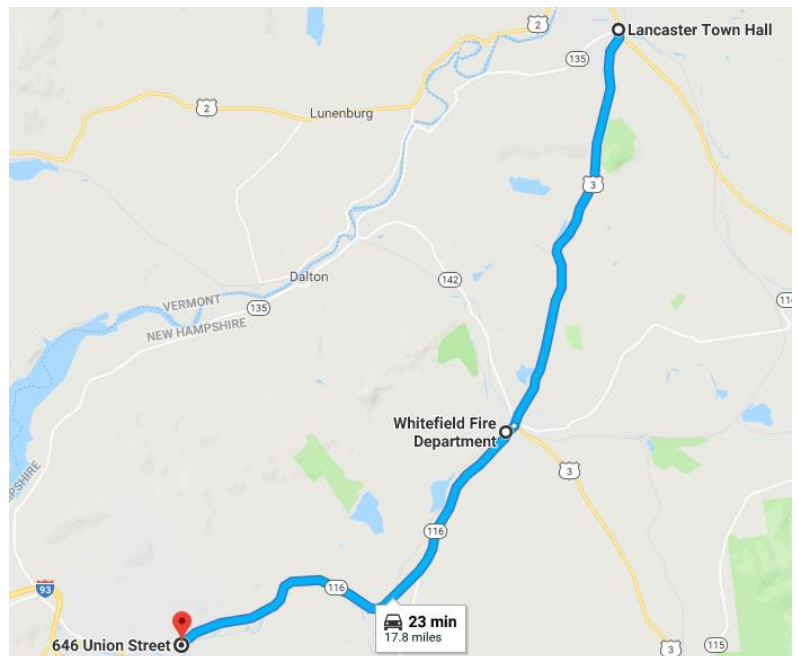 2
Lancaster Town Hall
135
2
Lunenburg
3
142
Dalton
VERMONT
135
NEW HAMPSHIRE
Whitefield Fire
Department
3
116
93
116
23 min
17.8 miles
646 Union Street
3
115